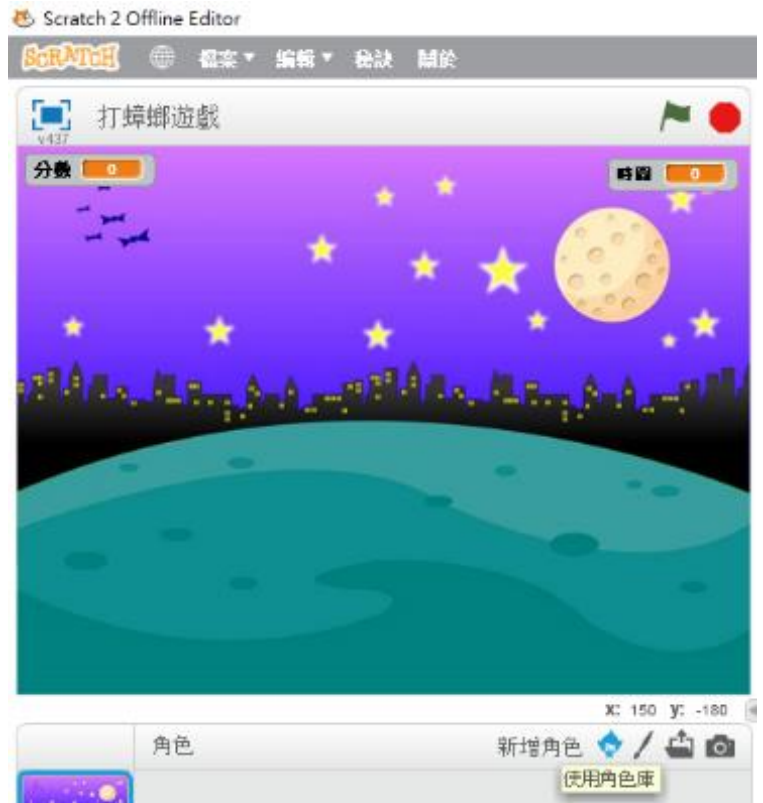 Scratch 2 Offline Editor
SCRATCH 檔案 編輯 秘訣 關於
v437 打蟑螂遊戲
分數 0 時間 0
x: 150 y: -180
角色 新增角色
使用角色庫